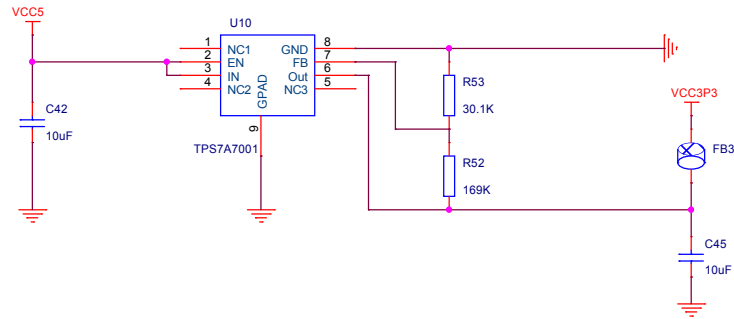 VCC5
U10
1 NC1 GND 8
2 EN FB 7
3 IN Out 6
4 NC2 NC3 5
GPAD
9
TPS7A7001
C42
10uF
R53
30.1K
R52
169K
VCC3P3
FB3
C45
10uF